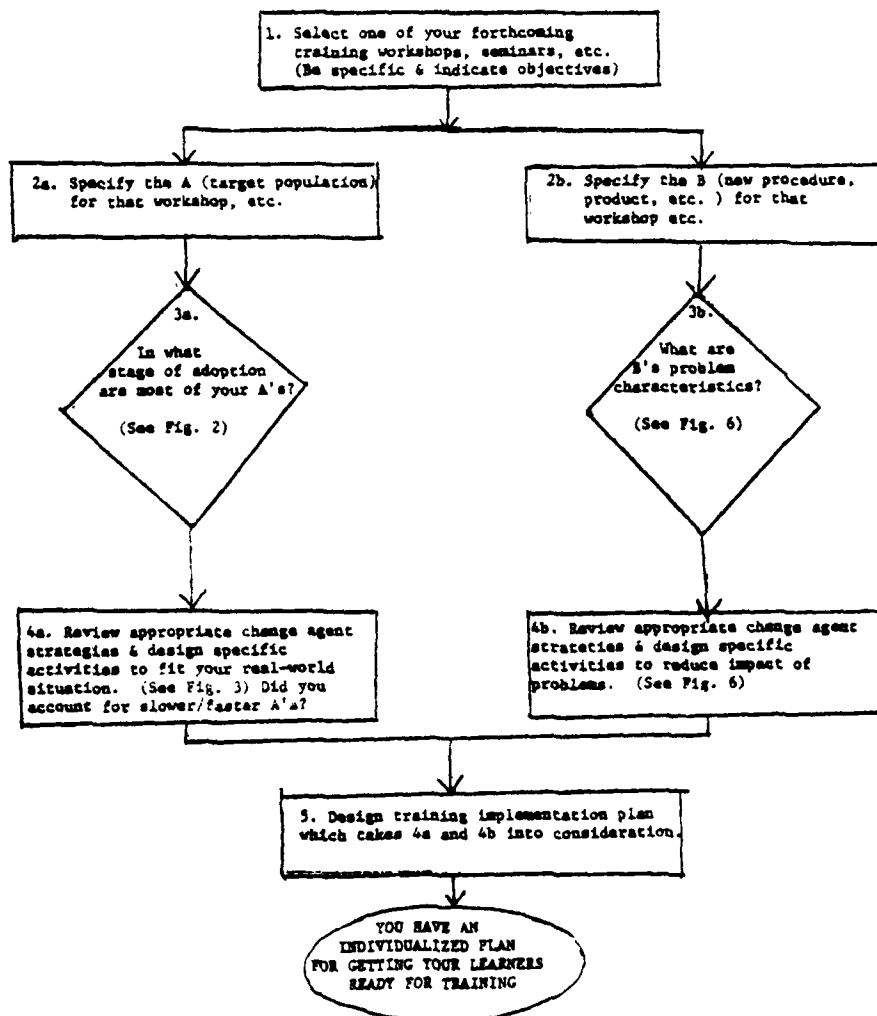 1. Select one of your forthcoming
training workshops, seminars, etc.
(Be specific & indicate objectives)
2a. Specify the A (target population)
for that workshop, etc.
2b. Specify the B (new procedure,
product, etc. ) for that
workshop etc.
3a.
In what
stage of adoption
are most of your A's?
(See Fig. 2)
3b.
What are
B's problem
characteristics?
(See Fig. 6)
4a. Review appropriate change agent
strategies & design specific
activities to fit your real-world
situation. (See Fig. 3) Did you
account for slower/faster A's?
4b. Review appropriate change agent
strateties & design specific
activities to reduce impact of
problems. (See Fig. 6)
5. Design training implementation plan
which takes 4a and 4b into consideration.
YOU HAVE AN
INDIVIDUALIZED PLAN
FOR GETTING YOUR LEARNERS
READY FOR TRAINING